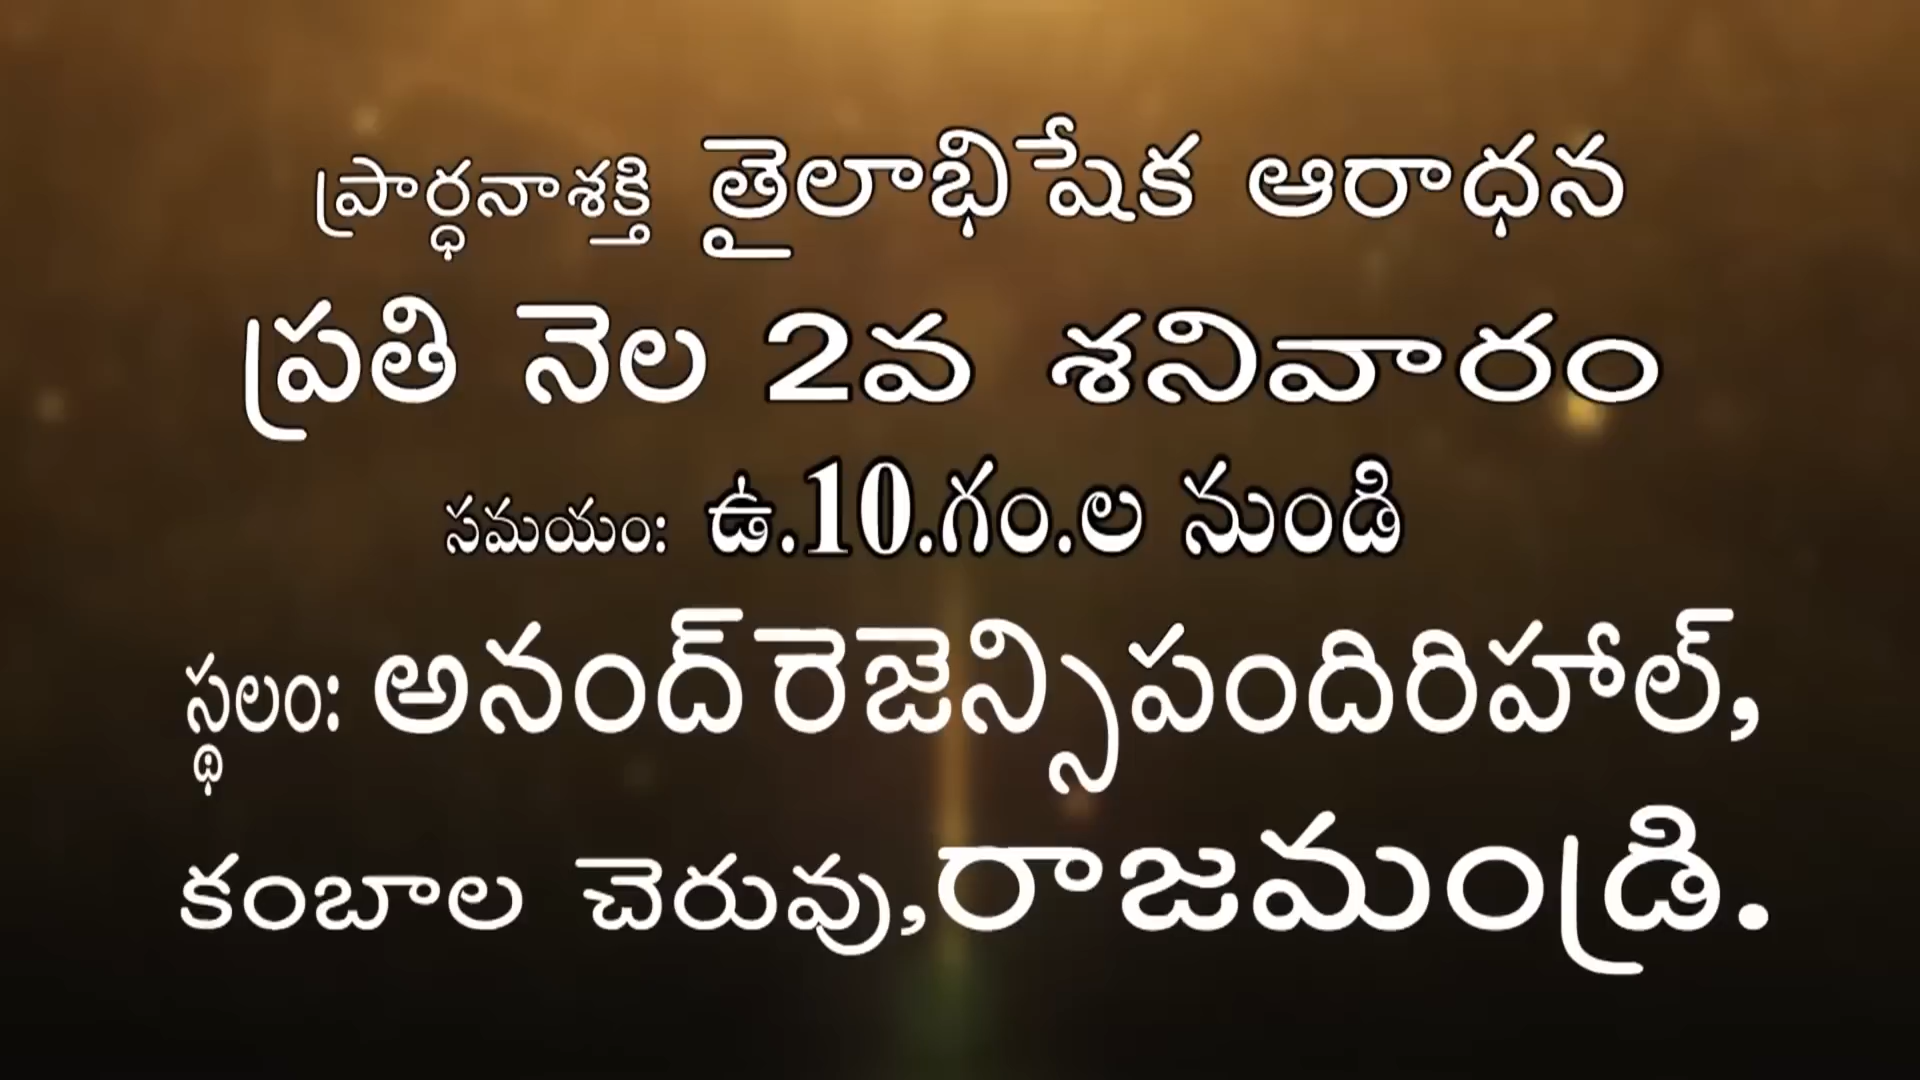 ప్రార్ధనాశక్తి తైలాభిషేక ఆరాధన
ప్రతి నెల 2వ శనివారం
సమయం: ఉ.10.గం.ల నుండి
స్థలం: అనంద్‌రెజెన్సిపందిరిహాల్,
కంబాల చెరువు,రాజమండ్రి.